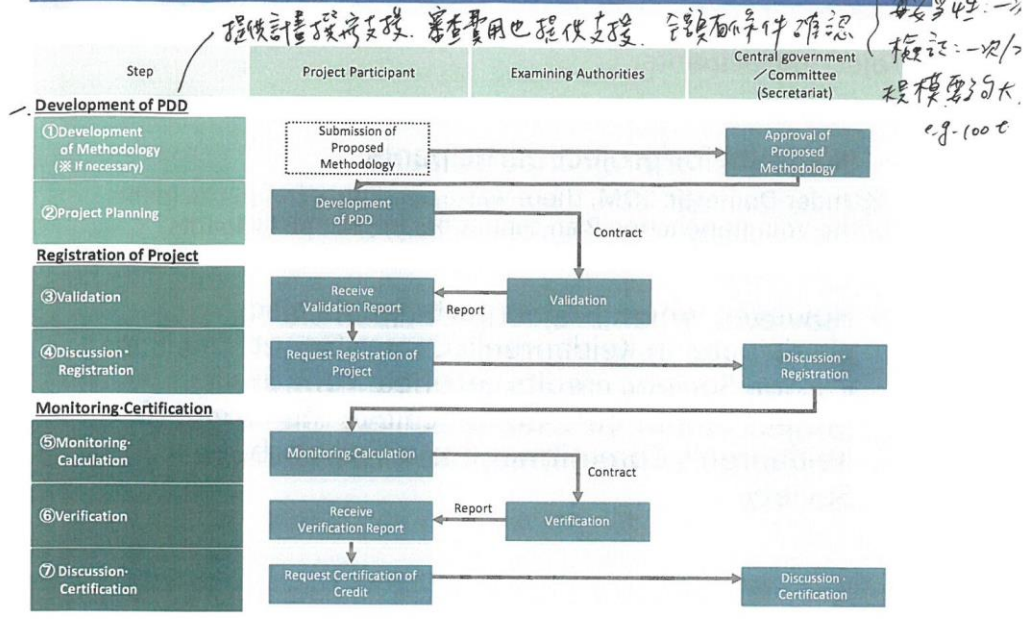 提供計畫撰寫支援. 審查費用也提供支援. 全額有條件確認
檢証:一次/
規模要夠大.
e.g. 100 t
Step
Project Participant
Examining Authorities
Central government
/Committee
(Secretariat)
Development of PDD
①Development
of Methodology
(※ If necessary)
Submission of
Proposed
Methodology
Approval of
Proposed
Methodology
②Project Planning
Development
of PDD
Contract
Registration of Project
③Validation
Receive
Validation Report
Report
Validation
④Discussion·
Registration
Request Registration of
Project
Discussion·
Registration
Monitoring·Certification
⑤Monitoring·
Calculation
Monitoring·Calculation
Contract
⑥Verification
Receive
Verification Report
Report
Verification
⑦Discussion·
Certification
Request Certification of
Credit
Discussion·
Certification